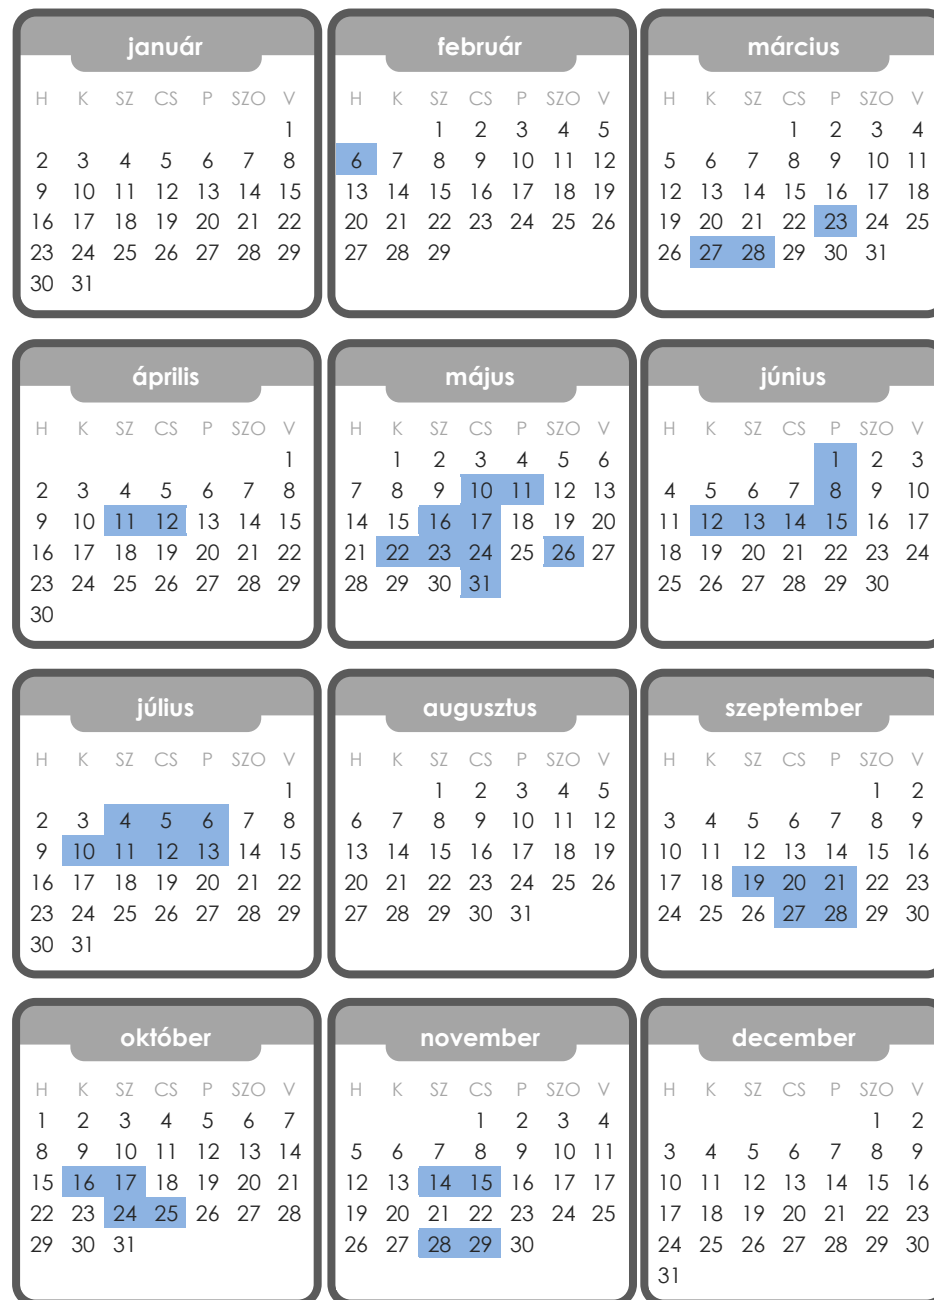 január
H K SZ CS P SZO V
1
2 3 4 5 6 7 8
9 10 11 12 13 14 15
16 17 18 19 20 21 22
23 24 25 26 27 28 29
30 31
február
H K SZ CS P SZO V
1 2 3 4 5
6 7 8 9 10 11 12
13 14 15 16 17 18 19
20 21 22 23 24 25 26
27 28 29
március
H K SZ CS P SZO V
1 2 3 4
5 6 7 8 9 10 11
12 13 14 15 16 17 18
19 20 21 22 23 24 25
26 27 28 29 30 31
április
H K SZ CS P SZO V
1
2 3 4 5 6 7 8
9 10 11 12 13 14 15
16 17 18 19 20 21 22
23 24 25 26 27 28 29
30
május
H K SZ CS P SZO V
1 2 3 4 5 6
7 8 9 10 11 12 13
14 15 16 17 18 19 20
21 22 23 24 25 26 27
28 29 30 31
június
H K SZ CS P SZO V
1 2 3
4 5 6 7 8 9 10
11 12 13 14 15 16 17
18 19 20 21 22 23 24
25 26 27 28 29 30
július
H K SZ CS P SZO V
1
2 3 4 5 6 7 8
9 10 11 12 13 14 15
16 17 18 19 20 21 22
23 24 25 26 27 28 29
30 31
augusztus
H K SZ CS P SZO V
1 2 3 4 5
6 7 8 9 10 11 12
13 14 15 16 17 18 19
20 21 22 23 24 25 26
27 28 29 30 31
szeptember
H K SZ CS P SZO V
1 2
3 4 5 6 7 8 9
10 11 12 13 14 15 16
17 18 19 20 21 22 23
24 25 26 27 28 29 30
október
H K SZ CS P SZO V
1 2 3 4 5 6 7
8 9 10 11 12 13 14
15 16 17 18 19 20 21
22 23 24 25 26 27 28
29 30 31
november
H K SZ CS P SZO V
1 2 3 4
5 6 7 8 9 10 11
12 13 14 15 16 17 17
19 20 21 22 23 24 25
26 27 28 29 30
december
H K SZ CS P SZO V
1 2
3 4 5 6 7 8 9
10 11 12 13 14 15 16
17 18 19 20 21 22 23
24 25 26 27 28 29 30
31